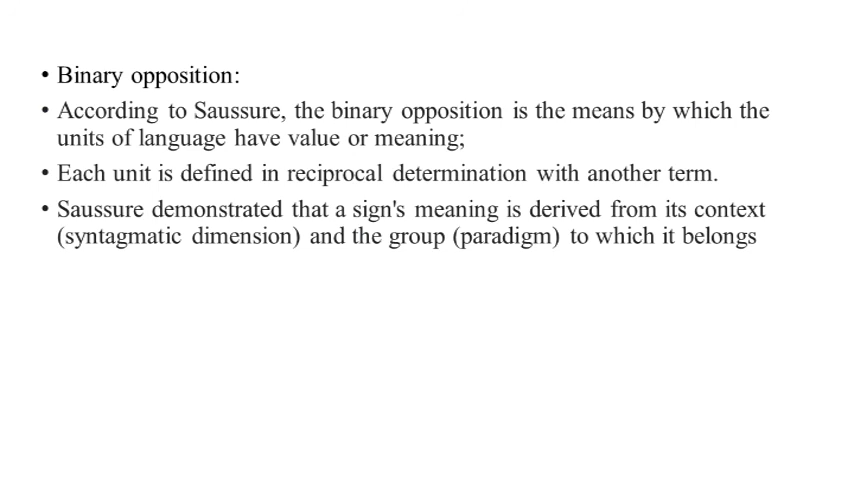 • Binary opposition:
• According to Saussure, the binary opposition is the means by which the
units of language have value or meaning;
• Each unit is defined in reciprocal determination with another term.
• Saussure demonstrated that a sign's meaning is derived from its context
(syntagmatic dimension) and the group (paradigm) to which it belongs